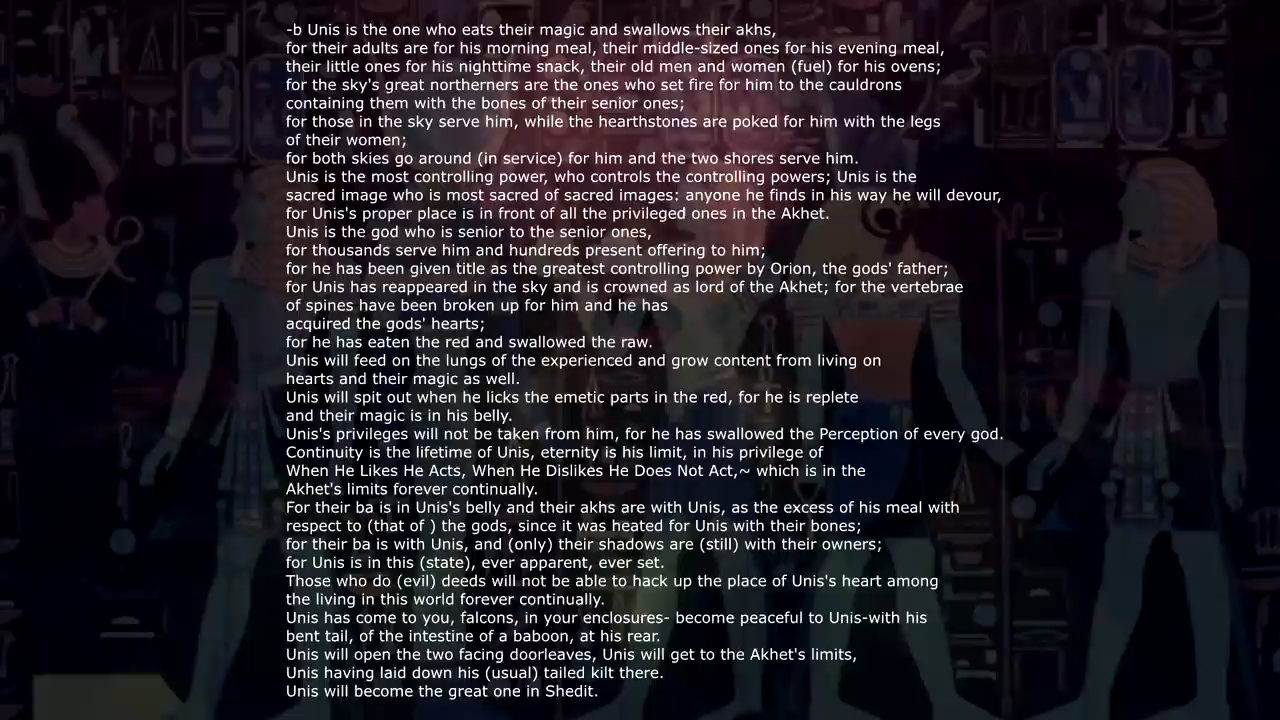 -b Unis is the one who eats their magic and swallows their akhs,
for their adults are for his morning meal, their middle-sized ones for his evening meal,
their little ones for his nighttime snack, their old men and women (fuel) for his ovens;
for the sky's great northerners are the ones who set fire for him to the cauldrons
containing them with the bones of their senior ones;
for those in the sky serve him, while the hearthstones are poked for him with the legs
of their women;
for both skies go around (in service) for him and the two shores serve him.
Unis is the most controlling power, who controls the controlling powers; Unis is the
sacred image who is most sacred of sacred images: anyone he finds in his way he will devour,
for Unis's proper place is in front of all the privileged ones in the Akhet.
Unis is the god who is senior to the senior ones,
for thousands serve him and hundreds present offering to him;
for he has been given title as the greatest controlling power by Orion, the gods' father;
for Unis has reappeared in the sky and is crowned as lord of the Akhet; for the vertebrae
of spines have been broken up for him and he has
acquired the gods' hearts;
for he has eaten the red and swallowed the raw.
Unis will feed on the lungs of the experienced and grow content from living on
hearts and their magic as well.
Unis will spit out when he licks the emetic parts in the red, for he is replete
and their magic is in his belly.
Unis's privileges will not be taken from him, for he has swallowed the Perception of every god.
Continuity is the lifetime of Unis, eternity is his limit, in his privilege of
When He Likes He Acts, When He Dislikes He Does Not Act,~ which is in the
Akhet's limits forever continually.
For their ba is in Unis's belly and their akhs are with Unis, as the excess of his meal with
respect to (that of ) the gods, since it was heated for Unis with their bones;
for their ba is with Unis, and (only) their shadows are (still) with their owners;
for Unis is in this (state), ever apparent, ever set.
Those who do (evil) deeds will not be able to hack up the place of Unis's heart among
the living in this world forever continually.
Unis has come to you, falcons, in your enclosures- become peaceful to Unis-with his
bent tail, of the intestine of a baboon, at his rear.
Unis will open the two facing doorleaves, Unis will get to the Akhet's limits,
Unis having laid down his (usual) tailed kilt there.
Unis will become the great one in Shedit.